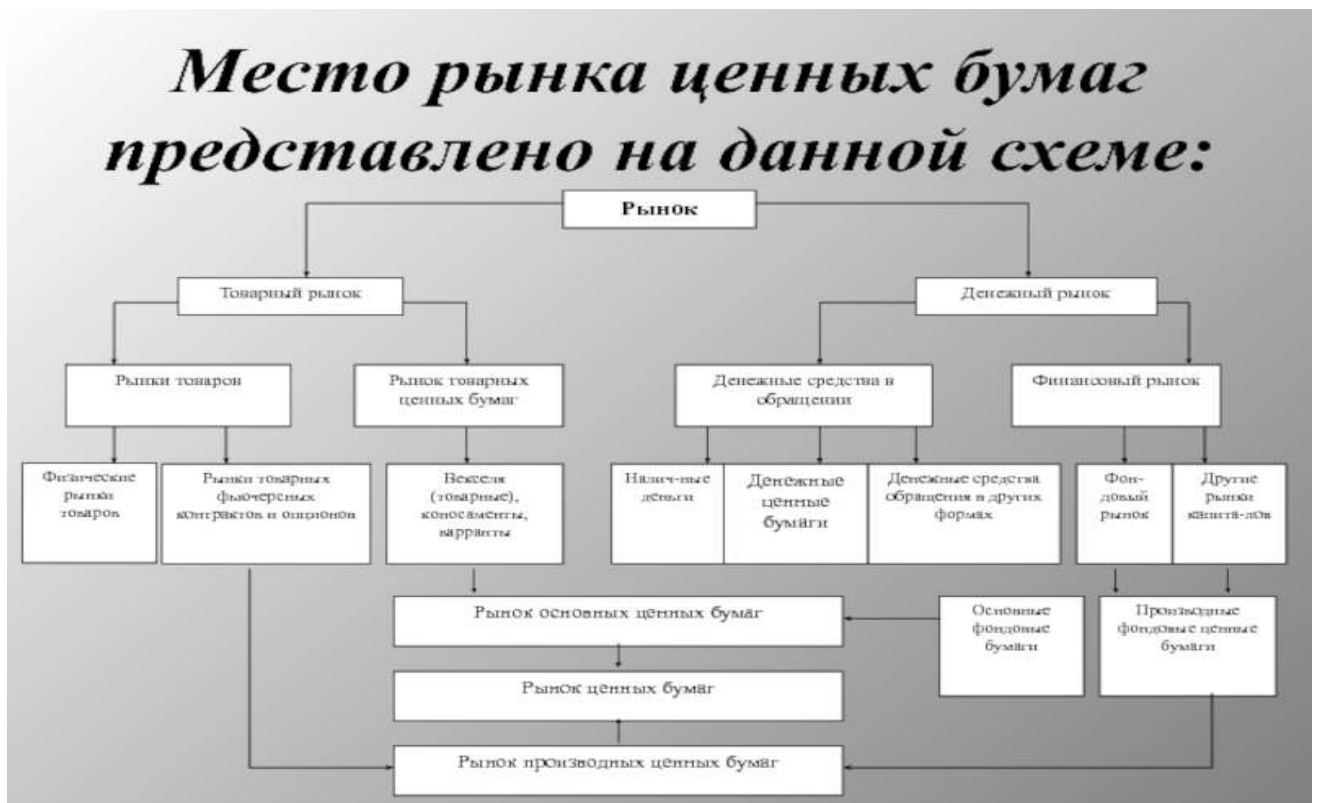 Место рынка ценных бумаг
представлено на данной схеме:
Рынок
Товарный рынок
Денежный рынок
Рынки товаров
Рынок товарных
ценных бумаг
Денежные средства в
обращении
Финансовый рынок
Физические
рынки
товаров
Рынки товарных
фьючерсных
контрактов и опционов
Векселя
(товарные),
коносаменты,
варранты
Налич-ные
деньги
Денежные
ценные
бумаги
Денежные средства
обращения в других
формах
Фон-
довый
рынок
Другие
рынки
капита-лов
Рынок основных ценных бумаг
Основные
фондовые
бумаги
Производные
фондовые ценные
бумаги
Рынок ценных бумаг
Рынок производных ценных бумаг